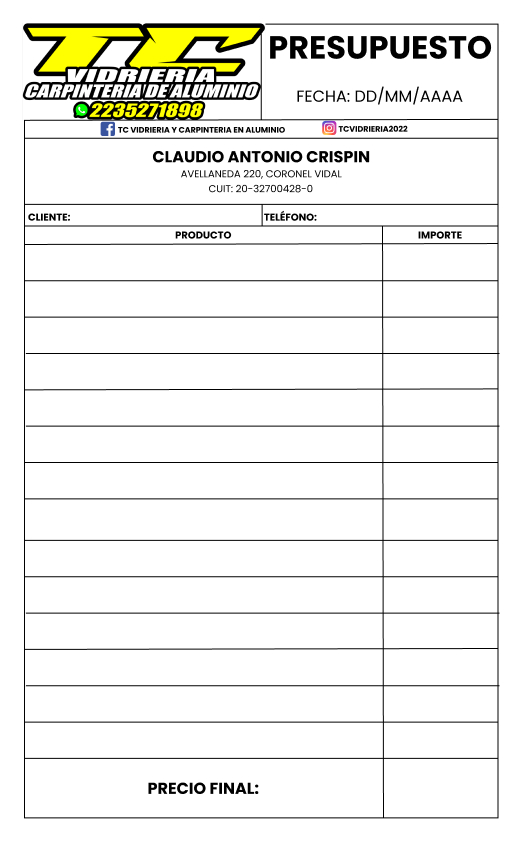 TC
VIDRIERIA
CARPINTERIA DE ALUMINIO
2235271898
PRESUPUESTO
FECHA: DD/MM/AAAA
TC VIDRIERIA Y CARPINTERIA EN ALUMINIO
TCVIDRIERIA2022
CLAUDIO ANTONIO CRISPIN
AVELLANEDA 220, CORONEL VIDAL
CUIT: 20-32700428-0
CLIENTE:
TELÉFONO:
PRODUCTO
IMPORTE
PRECIO FINAL: